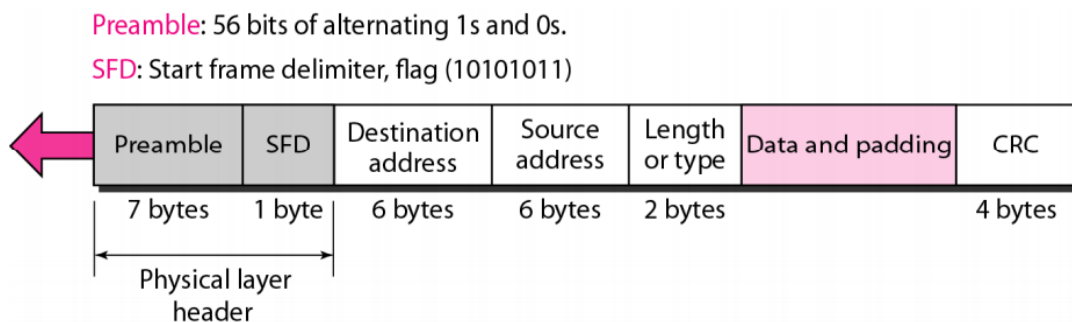 Preamble: 56 bits of alternating 1s and 0s.
SFD: Start frame delimiter, flag (10101011)
Preamble
SFD
Destination
address
Source
address
Length
or type
Data and padding
CRC
7 bytes
1 byte
6 bytes
6 bytes
2 bytes
4 bytes
Physical layer
header